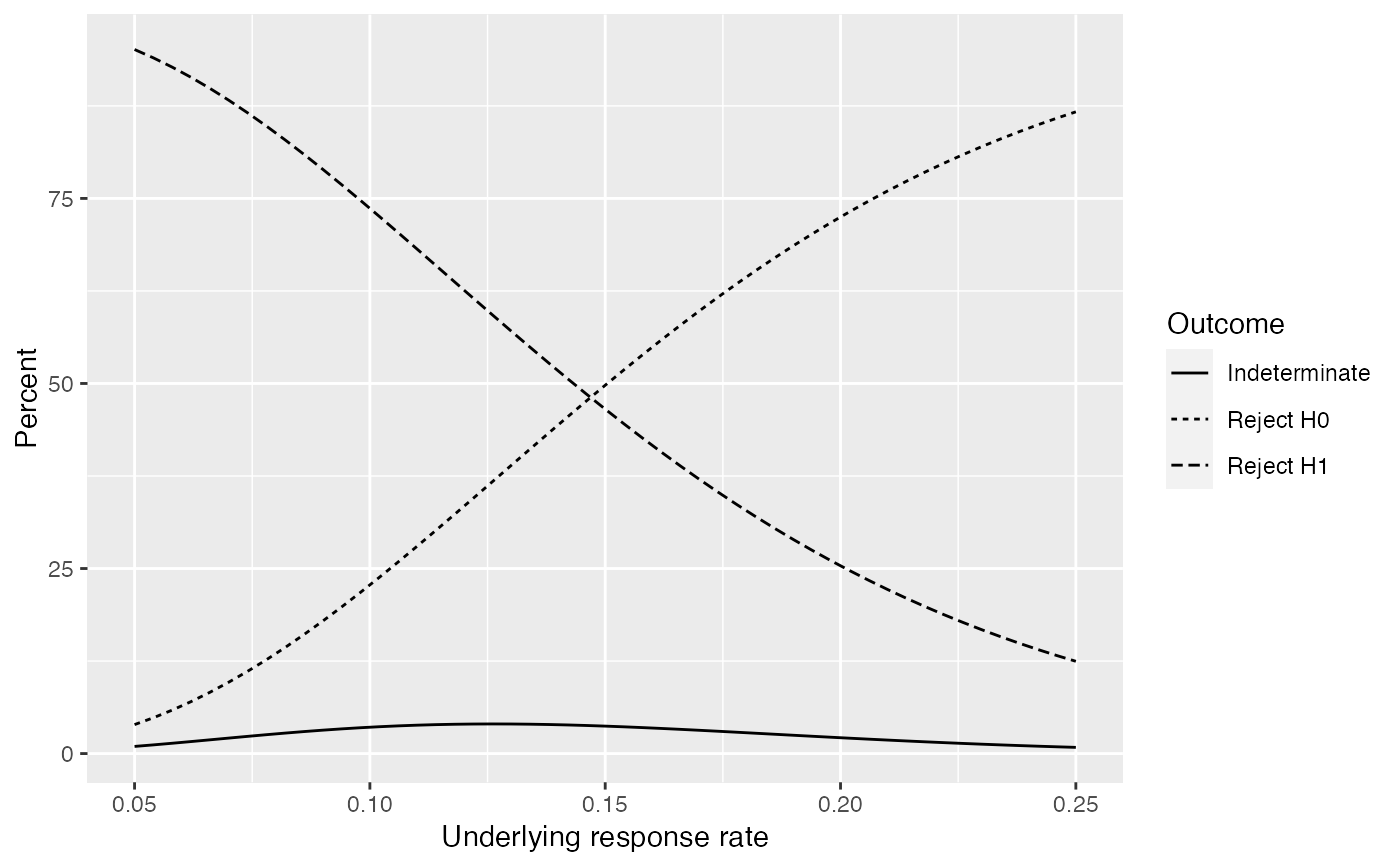 Percent
75
50
25
0
0.05
0.10
0.15
0.20
0.25
Underlying response rate
Outcome
Indeterminate
Reject H0
Reject H1